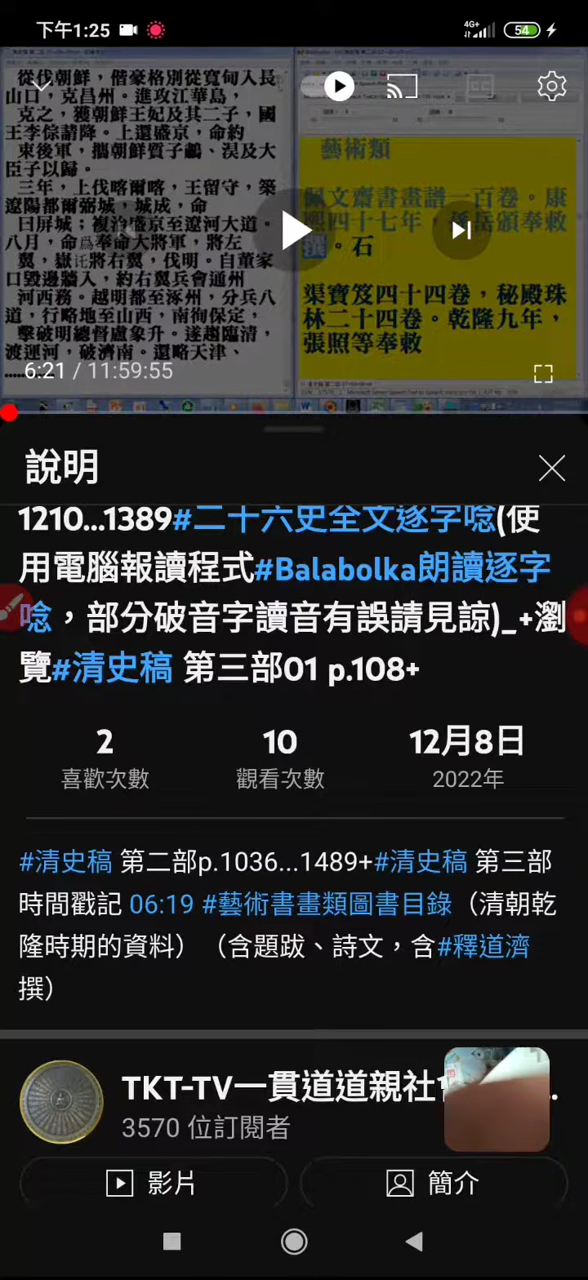 下午1:25
4G+
54
從伐朝鮮，偕豪格別從寬甸入長
山口，克昌州。進攻江華島，
克之，獲朝鮮王妃及其二子，國
王李倧請降。上還盛京，命約
東後軍，攜朝鮮質子
臣子以歸。
三年，上伐喀爾喀，王留守，築
遼陽都爾弼城，城成，命
曰屏城；複治盛京至遼河大道。
八月，命為奉命大將軍，將左
翼，嶽託將右翼，伐明。自董家
口毀邊牆入，約右翼兵會通州
河西務。越明都至涿州，分兵八
道，行略地至山西，南徇保定，
擊破明總督盧象升。遂趨臨清，
渡運河，破濟南。還略天津、
藝術類
佩文齋書畫譜一百卷。康
熙四十七年，孫岳頒奉敕
撰。石
渠寶笈四十四卷，秘殿珠
林二十四卷。乾隆九年，
張照等奉敕
6:21 / 11:59:55
說明
1210...1389#二十六史全文逐字唸(使
用電腦報讀程式#Balabolka朗讀逐字
唸，部分破音字讀音有誤請見諒)_+瀏
覽#清史稿 第三部01 p.108+
2 10 12月8日
喜歡次數 觀看次數 2022年
#清史稿 第二部p.1036...1489+#清史稿 第三部
時間戳記 06:19 #藝術書畫類圖書目錄（清朝乾
隆時期的資料）（含題跋、詩文，含#釋道濟
撰）
TKT-TV一貫道道親社
3570 位訂閱者
影片 簡介